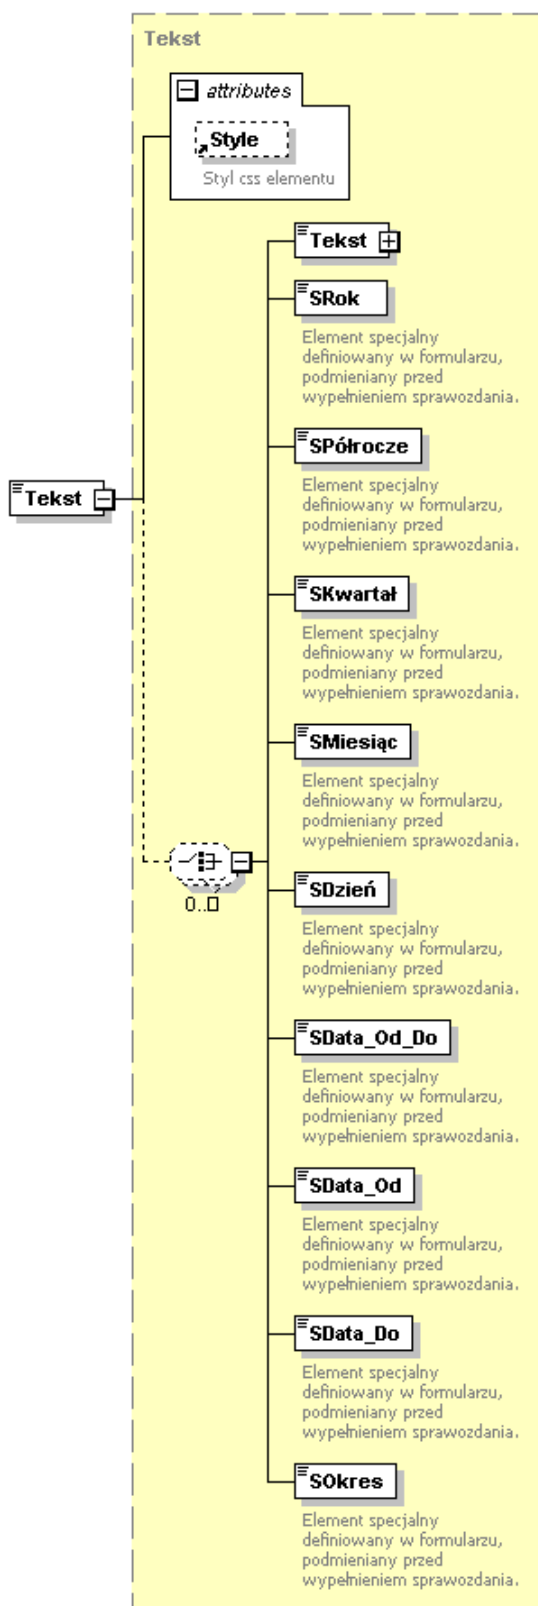 Tekst
attributes
Style
Styl css elementu
Tekst
SRok
Element specjalny
definiowany w formularzu,
podmieniany przed
wypełnieniem sprawozdania.
SPółrocze
Element specjalny
definiowany w formularzu,
podmieniany przed
wypełnieniem sprawozdania.
Tekst
SKwartał
Element specjalny
definiowany w formularzu,
podmieniany przed
wypełnieniem sprawozdania.
SMiesiąc
Element specjalny
definiowany w formularzu,
podmieniany przed
wypełnieniem sprawozdania.
SDzień
0..
Element specjalny
definiowany w formularzu,
podmieniany przed
wypełnieniem sprawozdania.
SData_Od_Do
Element specjalny
definiowany w formularzu,
podmieniany przed
wypełnieniem sprawozdania.
SData_Od
Element specjalny
definiowany w formularzu,
podmieniany przed
wypełnieniem sprawozdania.
SData_Do
Element specjalny
definiowany w formularzu,
podmieniany przed
wypełnieniem sprawozdania.
SOkres
Element specjalny
definiowany w formularzu,
podmieniany przed
wypełnieniem sprawozdania.